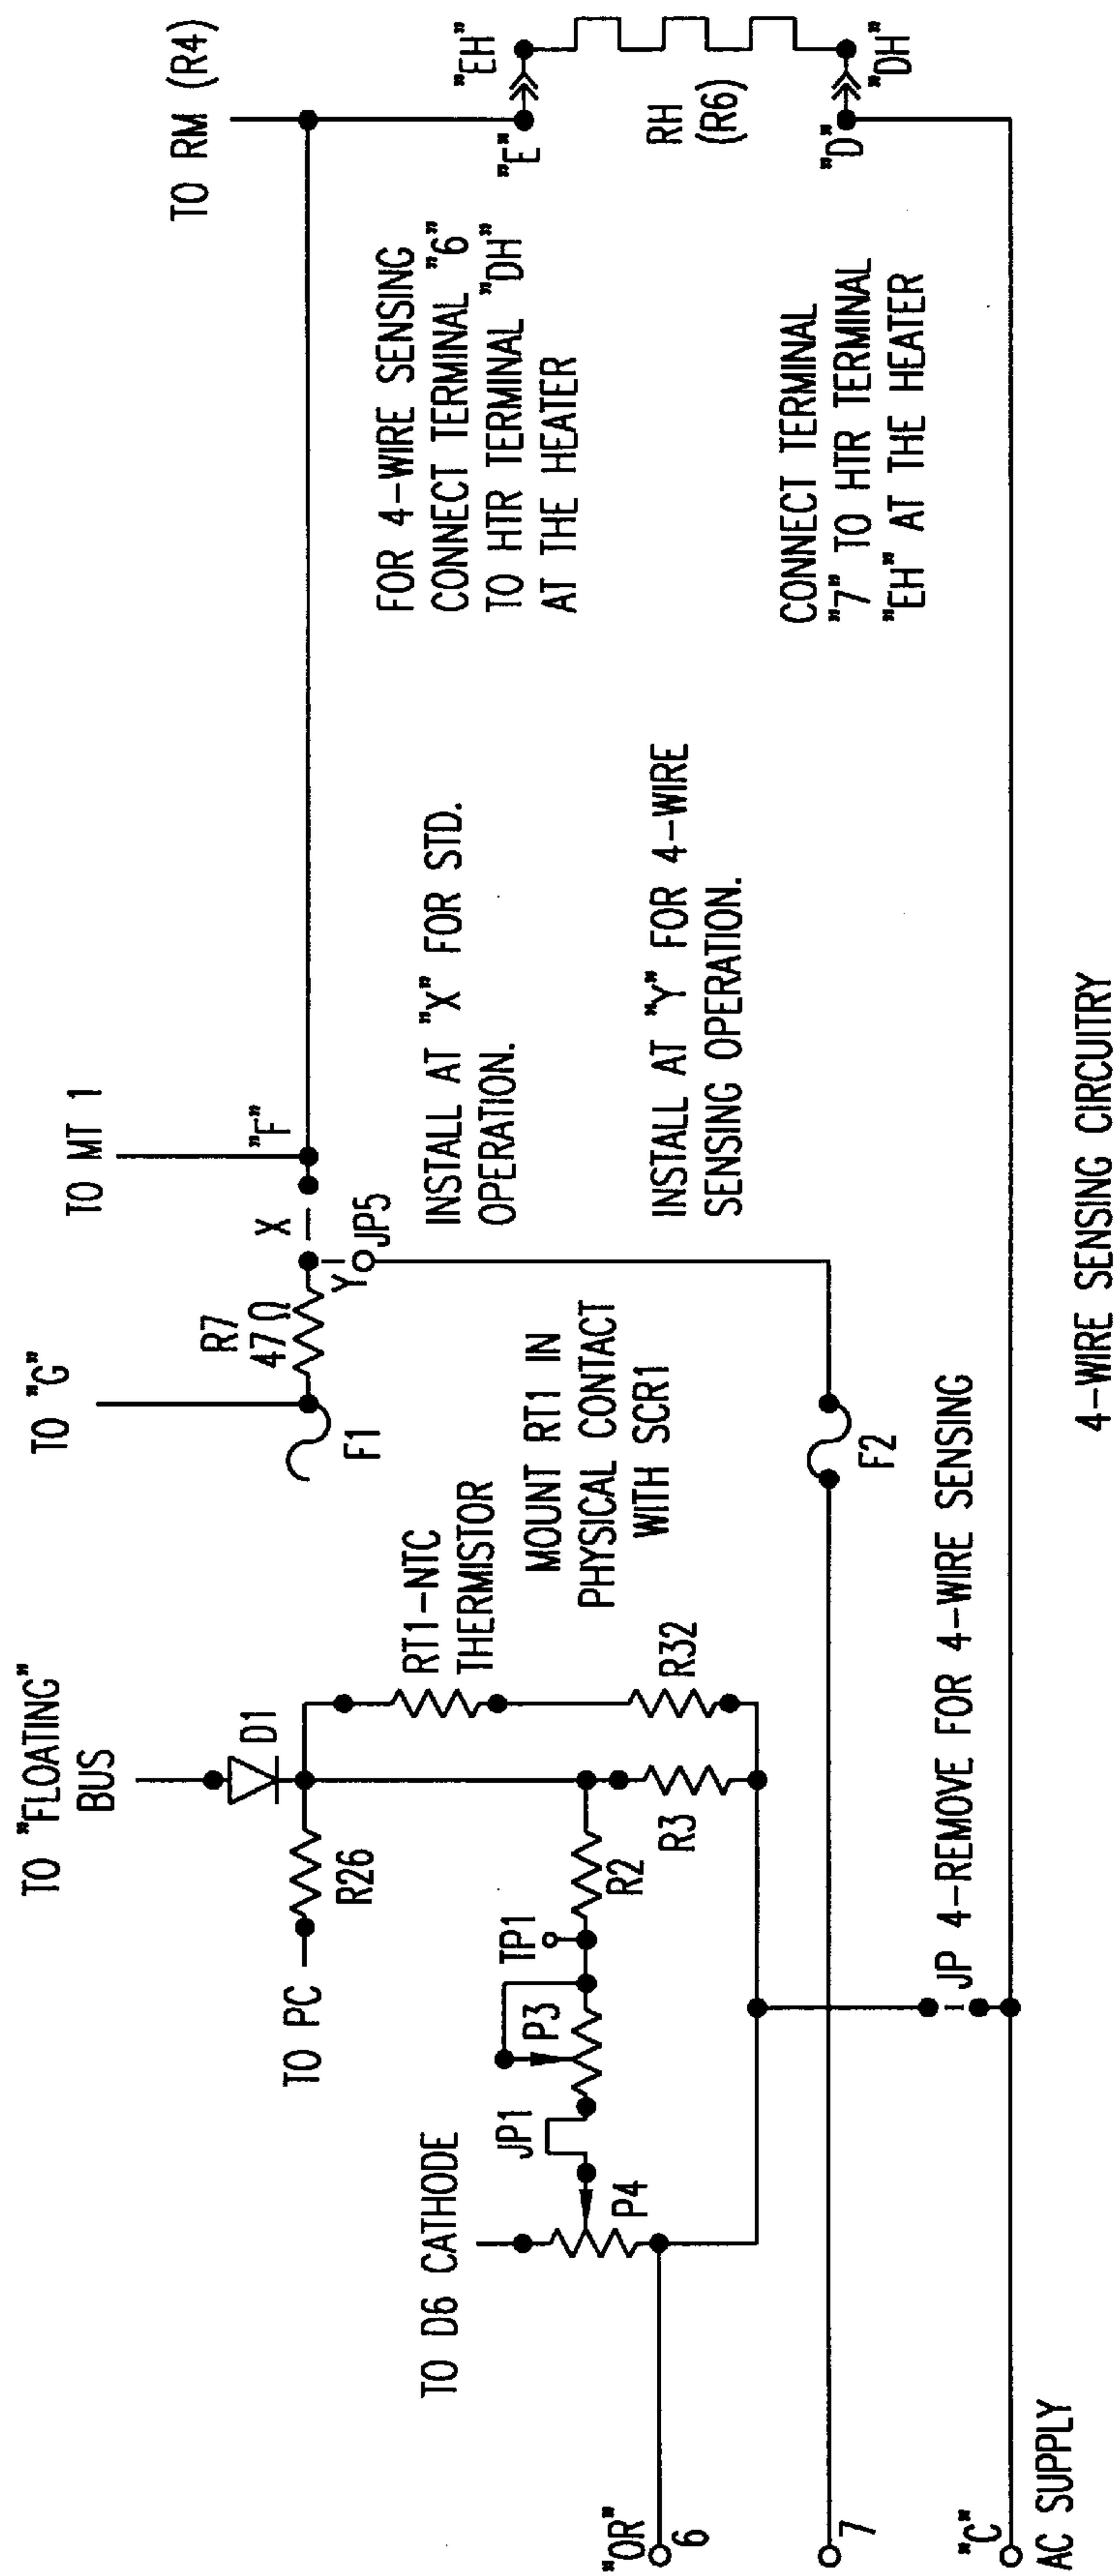 TO "FLOATING"
BUS
TO "G"
TO MT 1
TO RM (R4)
D1
R26
TO PC
RT1-NTC
THERMISTOR
F1
R7
47 Ω
X
Y
JP5
"F"
"E"
"EH"
INSTALL AT "X" FOR STD.
OPERATION.
FOR 4-WIRE SENSING
CONNECT TERMINAL "6"
TO HTR TERMINAL "DH"
AT THE HEATER
TO D6 CATHODE
JP1
P3
TP1
P4
R2
R3
R32
MOUNT RT1 IN
PHYSICAL CONTACT
WITH SCR1
INSTALL AT "Y" FOR 4-WIRE
SENSING OPERATION.
RH
(R6)
"OR"
6
7
F2
CONNECT TERMINAL
"7" TO HTR TERMINAL
"EH" AT THE HEATER
"D"
"DH"
JP 4-REMOVE FOR 4-WIRE SENSING
"C"
AC SUPPLY
4-WIRE SENSING CIRCUITRY